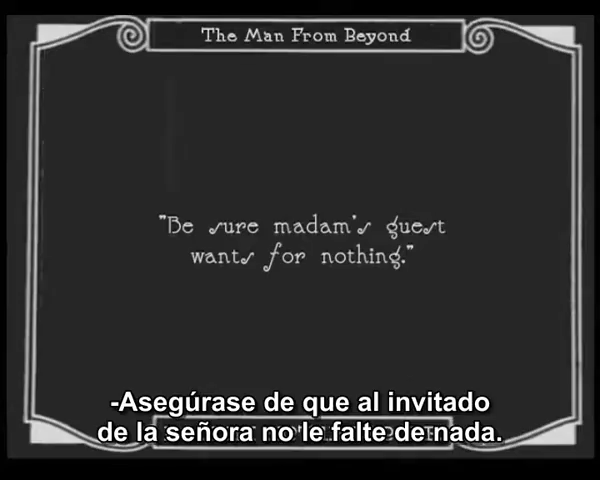 The Man From Beyond
"Be sure madam's guest
wants for nothing."
-Asegúrase de que al invitado
de la señora no le falte de nada.